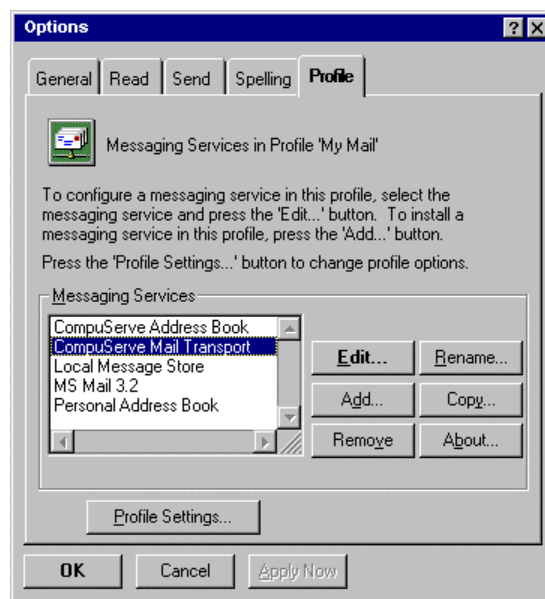 Options
General Read Send Spelling Profile
Messaging Services in Profile 'My Mail'
To configure a messaging service in this profile, select the
messaging service and press the 'Edit...' button. To install a
messaging service in this profile, press the 'Add...' button.
Press the 'Profile Settings...' button to change profile options.
Messaging Services
CompuServe Address Book
CompuServe Mail Transport
Local Message Store
MS Mail 3.2
Personal Address Book
Edit... Rename...
Add... Copy...
Remove About...
Profile Settings...
OK Cancel Apply Now